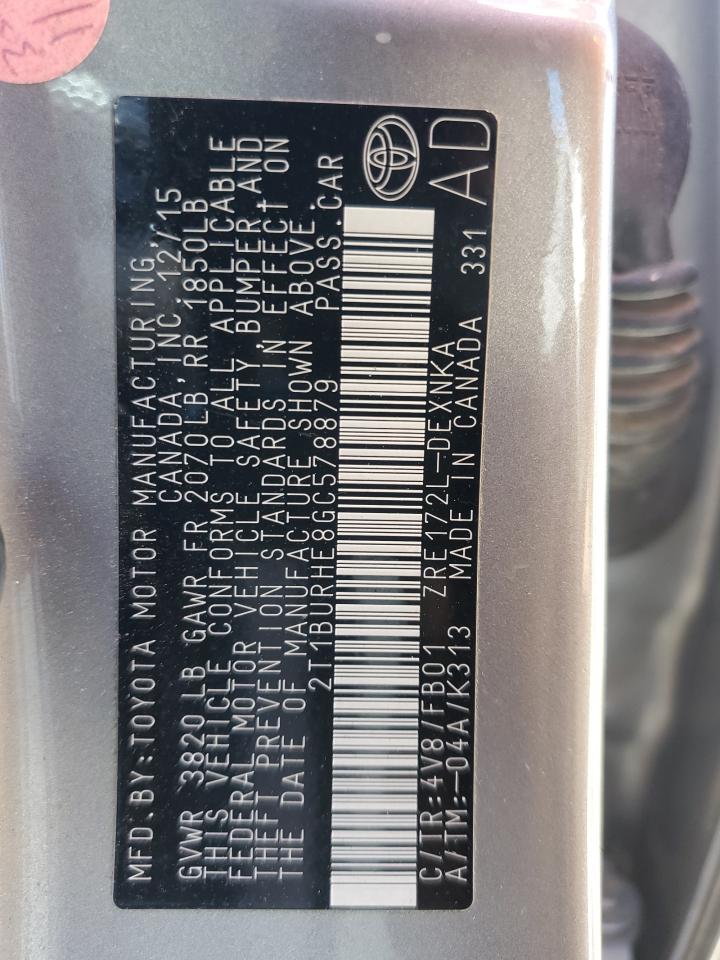 MFD.BY:TOYOTA MOTOR MANUFACTURING,
CANADA, INC. 12/15
GVWR 3820 LB GAWR FR 2070LB, RR 1850LB
THIS VEHICLE CONFORMS TO ALL APPLICABLE
FEDERAL MOTOR VEHICLE SAFETY, BUMPER, AND
THEFT PREVENTION STANDARDS IN EFFECT ON
THE DATE OF MANUFACTURE SHOWN ABOVE.
2T1BURHE8GC578879 PASS.CAR
C/TR:4V8/FB01 ZRE172L-DEXNKA
A/TM:-04A/K313 MADE IN CANADA 331
AD